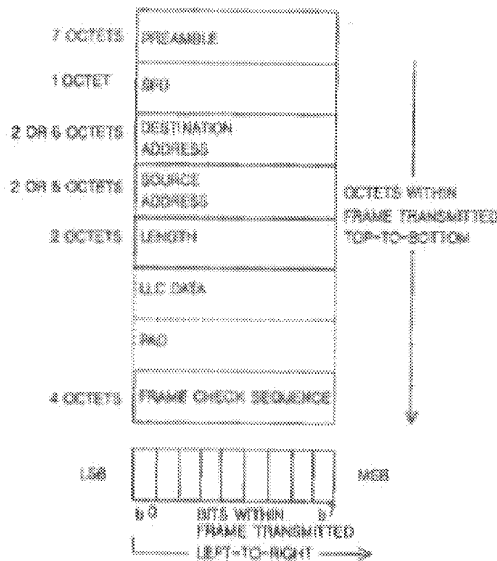 7 OCTETS PREAMBLE
1 OCTET SFD
2 OR 6 OCTETS DESTINATION
ADDRESS
2 OR 6 OCTETS SOURCE
ADDRESS
2 OCTETS LENGTH
LLC DATA
PAD
4 OCTETS FRAME CHECK SEQUENCE
OCTETS WITHIN
FRAME TRANSMITTED
TOP-TO-BOTTOM
LSB MSB
b 0 b 7
BITS WITHIN
FRAME TRANSMITTED
LEFT-TO-RIGHT